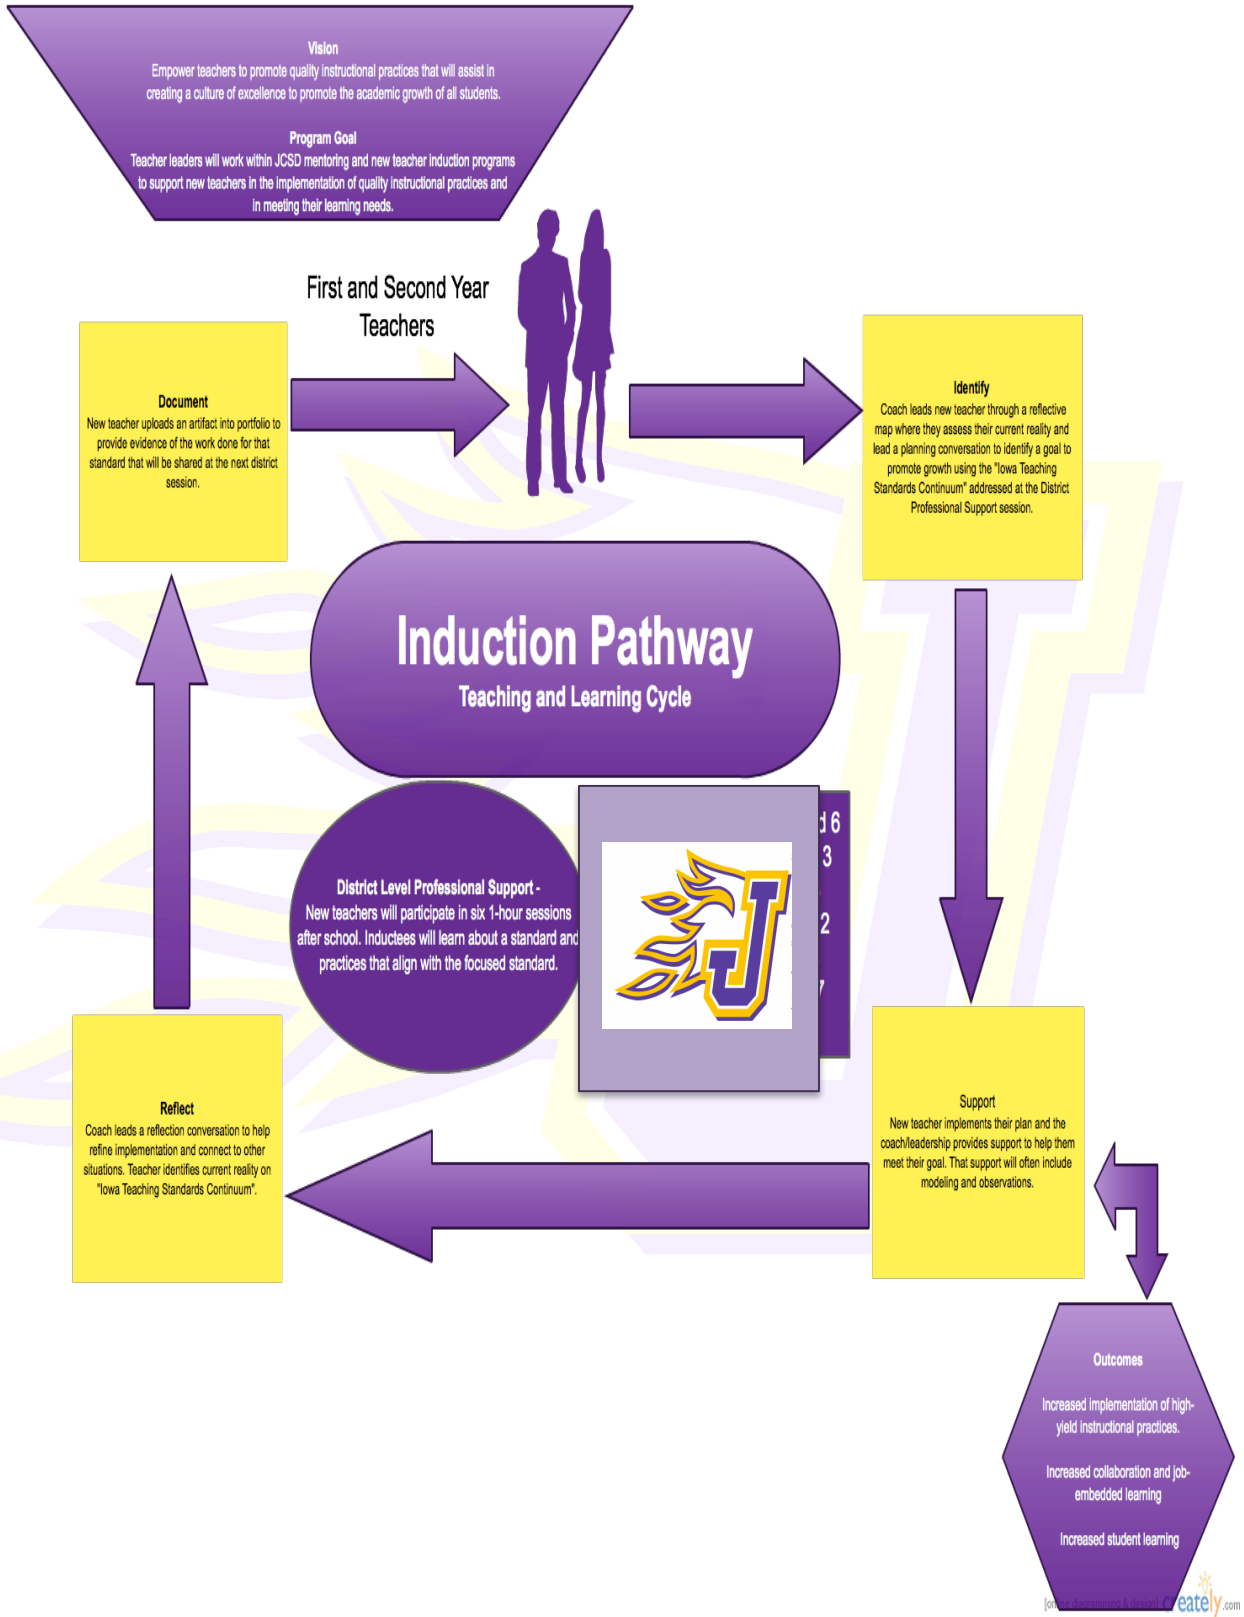 Vision
Empower teachers to promote quality instructional practices that will assist in
creating a culture of excellence to promote the academic growth of all students.
Program Goal
Teacher leaders will work within JCSD mentoring and new teacher induction programs
to support new teachers in the implementation of quality instructional practices and
in meeting their learning needs.
First and Second Year
Teachers
Document
New teacher uploads an artifact into portfolio to
provide evidence of the work done for that
standard that will be shared at the next district
session.
Identify
Coach leads new teacher through a reflective
map where they assess their current reality and
lead a planning conversation to identify a goal to
promote growth using the "Iowa Teaching
Standards Continuum" addressed at the District
Professional Support session.
Induction Pathway
Teaching and Learning Cycle
District Level Professional Support -
New teachers will participate in six 1-hour sessions
after school. Inductees will learn about a standard and
practices that align with the focused standard.
J
d 6
3
2
7
Reflect
Coach leads a reflection conversation to help
refine implementation and connect to other
situations. Teacher identifies current reality on
"Iowa Teaching Standards Continuum".
Support
New teacher implements their plan and the
coach/leadership provides support to help them
meet their goal. That support will often include
modeling and observations.
Outcomes
Increased implementation of high-
yield instructional practices.
Increased collaboration and job-
embedded learning
Increased student learning
[online diagramming & design] creately.com